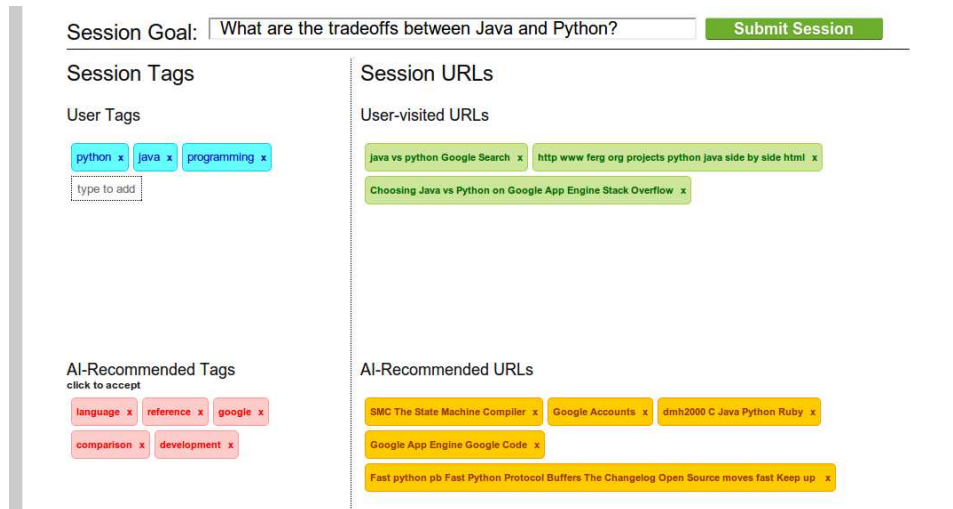 Session Goal: What are the tradeoffs between Java and Python? Submit Session
Session Tags
User Tags
python x java x programming x
type to add
AI-Recommended Tags
click to accept
language x reference x google x
comparison x development x
Session URLs
User-visited URLs
java vs python Google Search x http www ferg org projects python java side by side html x
Choosing Java vs Python on Google App Engine Stack Overflow x
AI-Recommended URLs
SMC The State Machine Compiler x Google Accounts x dmh2000 C Java Python Ruby x
Google App Engine Google Code x
Fast python pb Fast Python Protocol Buffers The Changelog Open Source moves fast Keep up x